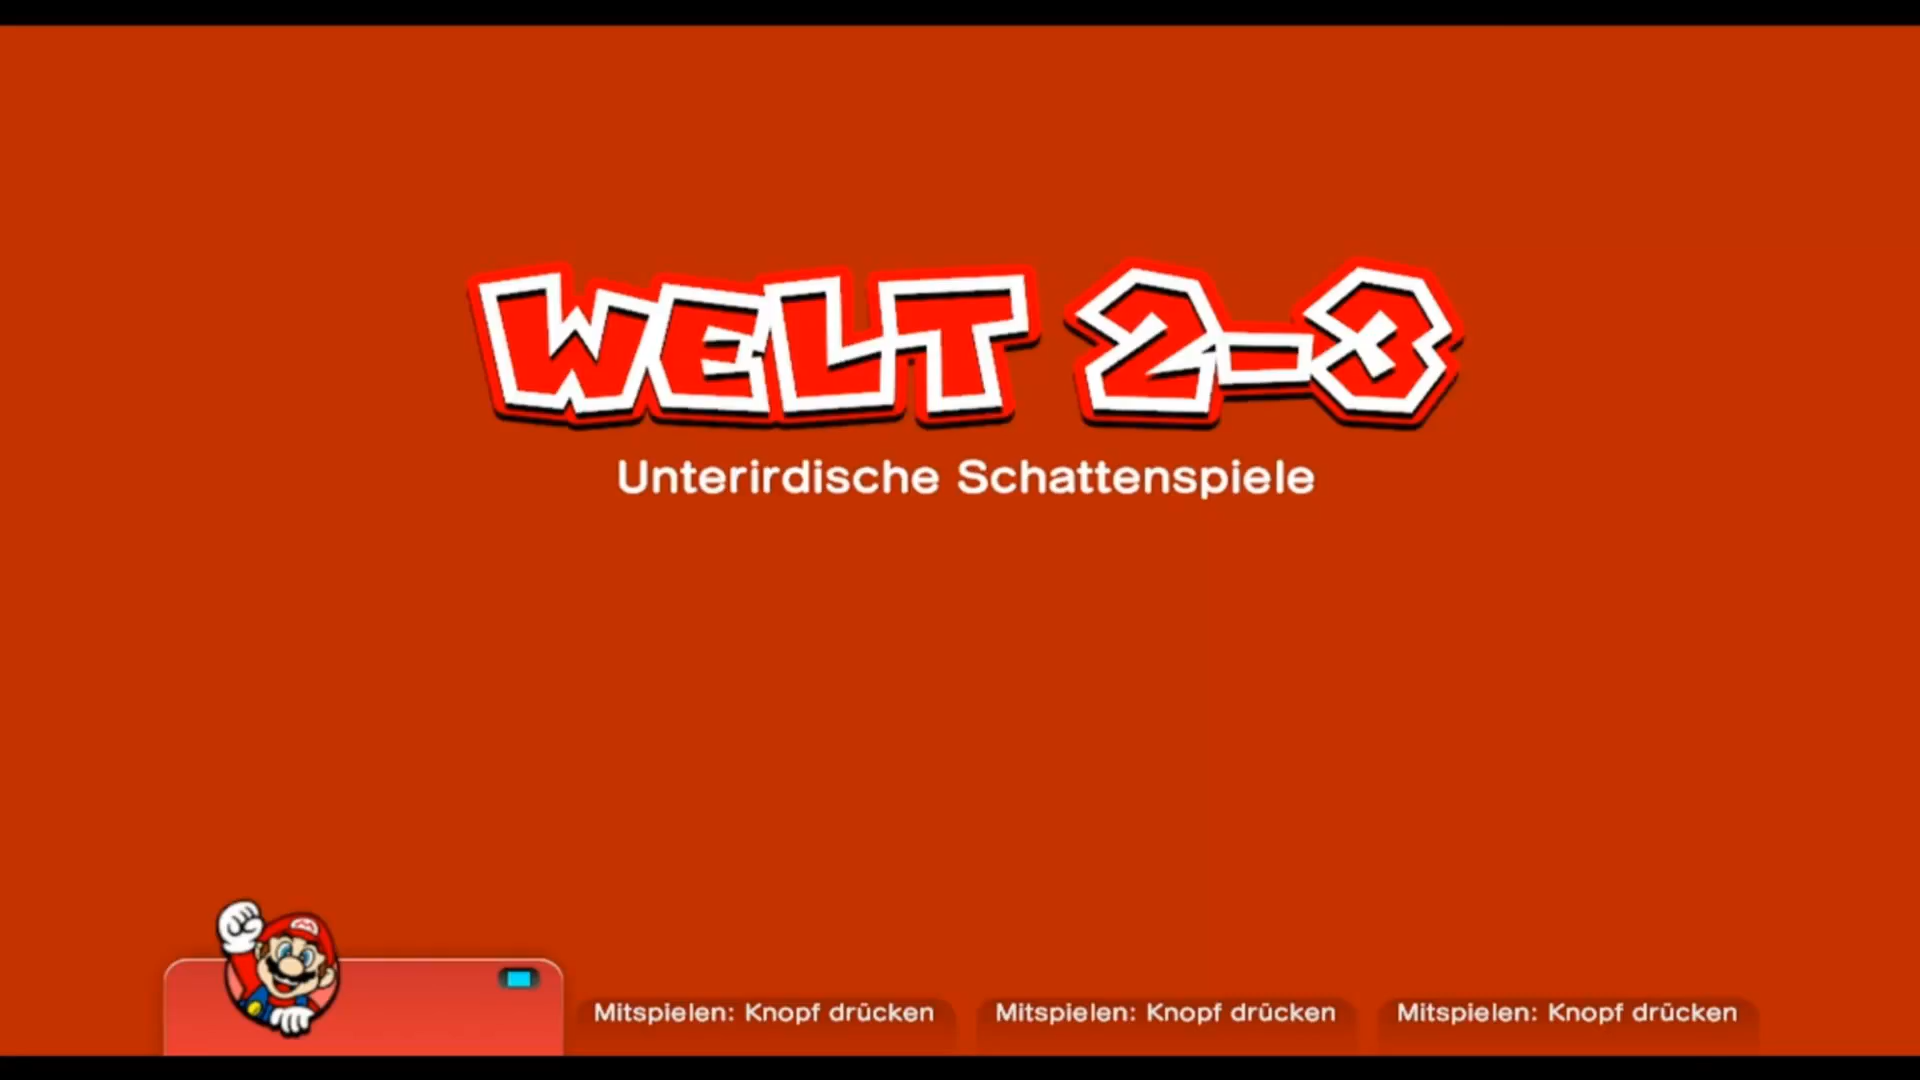 WELT 2-3
Unterirdische Schattenspiele
Mitspielen: Knopf drücken
Mitspielen: Knopf drücken
Mitspielen: Knopf drücken